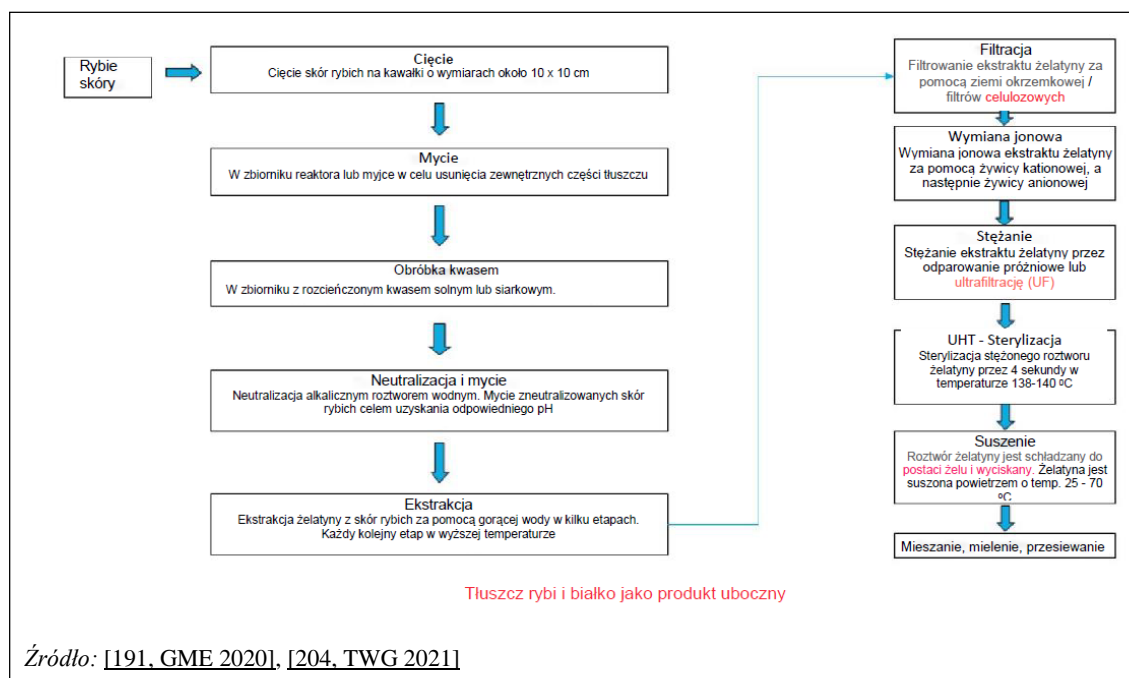 Rybie
skóry
Cięcie
Cięcie skór rybich na kawałki o wymiarach około 10 x 10 cm
Mycie
W zbiorniku reaktora lub myjce w celu usunięcia zewnętrznych części tłuszczu
Obróbka kwasem
W zbiorniku z rozcieńczonym kwasem solnym lub siarkowym.
Neutralizacja i mycie
Neutralizacja alkalicznym roztworem wodnym. Mycie zneutralizowanych skór
rybich celem uzyskania odpowiedniego pH
Ekstrakcja
Ekstrakcja żelatyny z skór rybich za pomocą gorącej wody w kilku etapach.
Każdy kolejny etap w wyższej temperaturze
Filtracja
Filtrowanie ekstraktu żelatyny za
pomocą ziemi okrzemkowej /
filtrów celulozowych
Wymiana jonowa
Wymiana jonowa ekstraktu żelatyny
za pomocą żywicy kationowej, a
następnie żywicy anionowej
Stężanie
Stężanie ekstraktu żelatyny przez
odparowanie próżniowe lub
ultrafiltrację (UF)
UHT - Sterylizacja
Sterylizacja stężonego roztworu
żelatyny przez 4 sekundy w
temperaturze 138-140 ºC
Suszenie
Roztwór żelatyny jest schładzany do
postaci żelu i wyciskany. Żelatyna jest
suszona powietrzem o temp. 25 - 70
ºC
Mieszanie, mielenie, przesiewanie
Tłuszcz rybi i białko jako produkt uboczny
Źródło: [191, GME 2020], [204, TWG 2021]